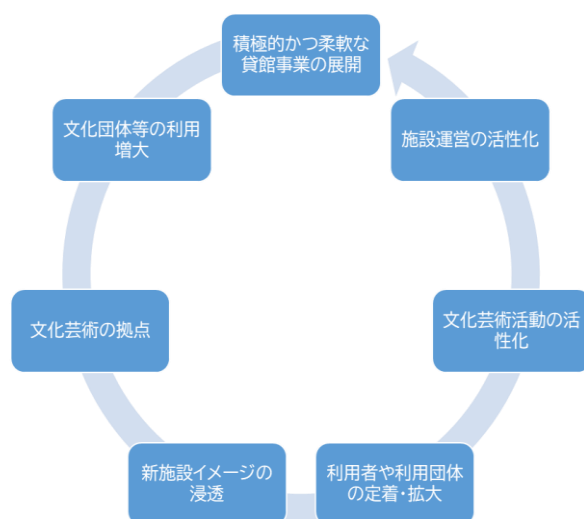 積極的かつ柔軟な
貸館事業の展開
文化団体等の利用
増大
文化芸術の拠点
新施設イメージの
浸透
利用者や利用団体
の定着・拡大
文化芸術活動の活
性化
施設運営の活性化